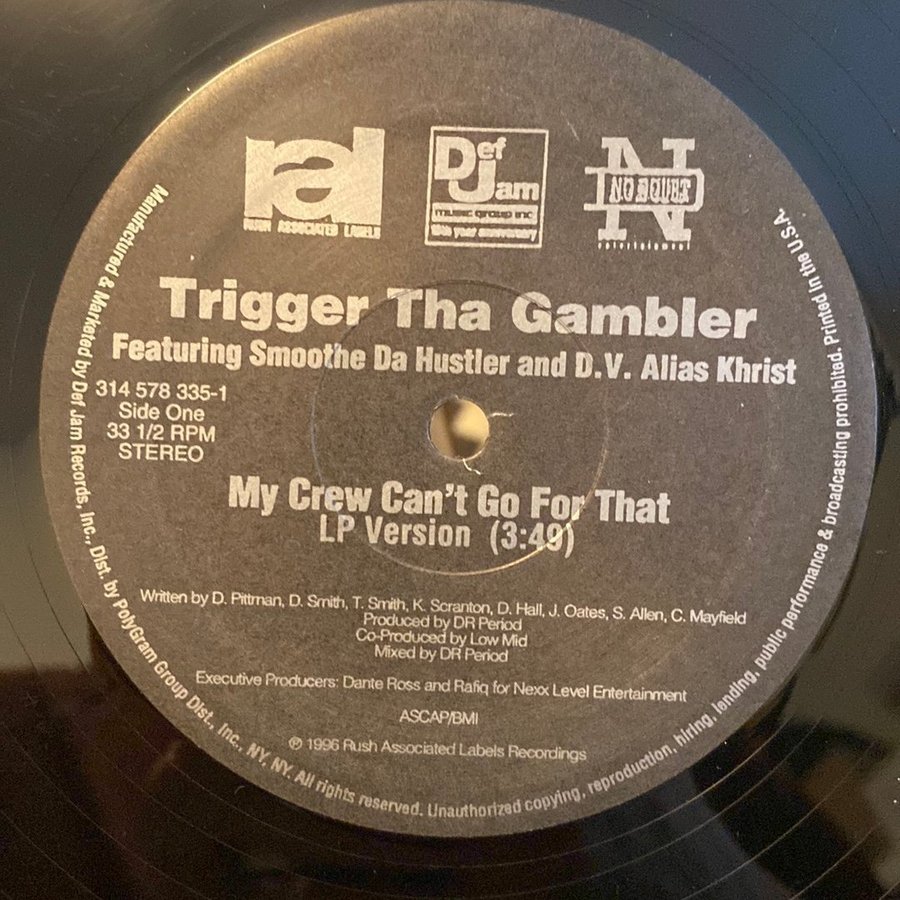 ral
RUSH ASSOCIATED LABELS
Def
Jam
music group inc
10th year anniversary
N
NO DOUBT
entertainment
Trigger Tha Gambler
Featuring Smoothe Da Hustler and D.V. Alias Khrist
314 578 335-1
Side One
33 1/2 RPM
STEREO
My Crew Can't Go For That
LP Version (3:49)
Written by D. Pittman, D. Smith, T. Smith, K. Scranton, D. Hall, J. Oates, S. Allen, C. Mayfield
Produced by DR Period
Co-Produced by Low Mid
Mixed by DR Period
Executive Producers: Dante Ross and Rafiq for Nexx Level Entertainment
ASCAP/BMI
℗ 1996 Rush Associated Labels Recordings
Manufactured & Marketed by Def Jam Records, Inc., Dist. by PolyGram Group Dist., Inc., NY, NY. All rights reserved. Unauthorized copying, reproduction, hiring, lending, public performance & broadcasting prohibited. Printed in the U.S.A.